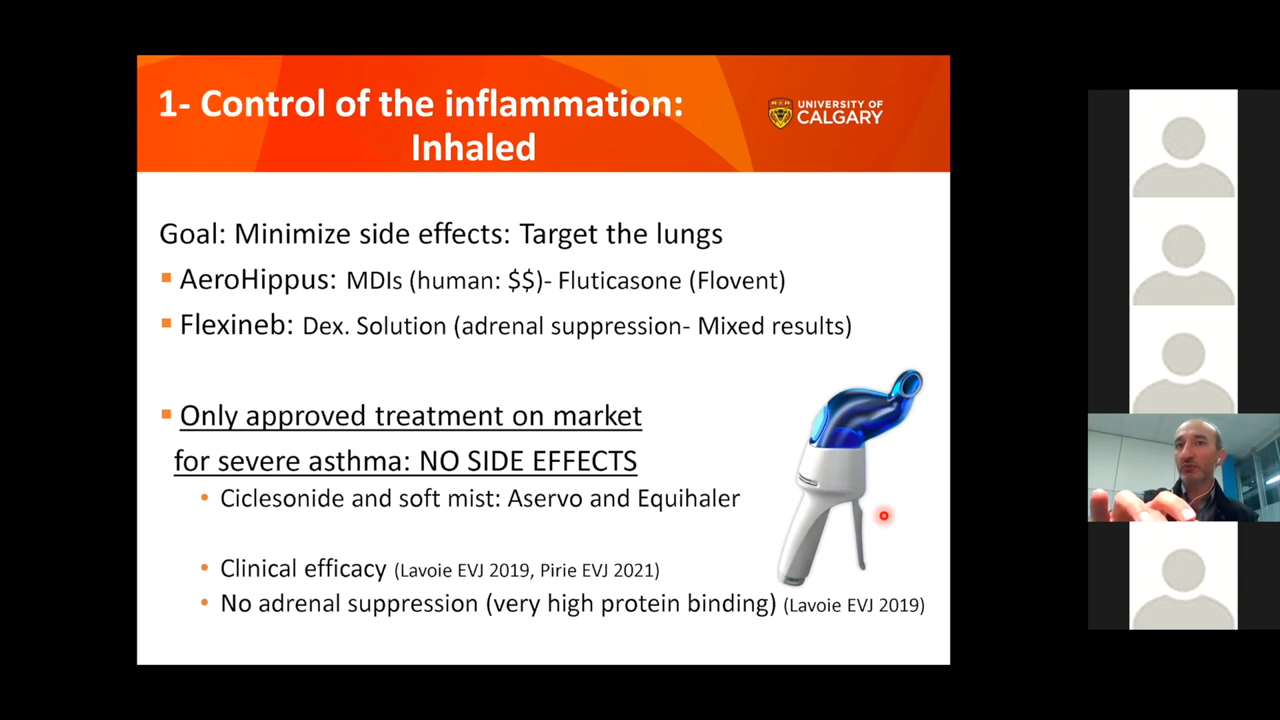 1- Control of the inflammation:
Inhaled
UNIVERSITY OF
CALGARY
Goal: Minimize side effects: Target the lungs
▪ AeroHippus: MDIs (human: $$)- Fluticasone (Flovent)
▪ Flexineb: Dex. Solution (adrenal suppression- Mixed results)
▪ Only approved treatment on market
for severe asthma: NO SIDE EFFECTS
• Ciclesonide and soft mist: Aservo and Equihaler
• Clinical efficacy (Lavoie EVJ 2019, Pirie EVJ 2021)
• No adrenal suppression (very high protein binding) (Lavoie EVJ 2019)